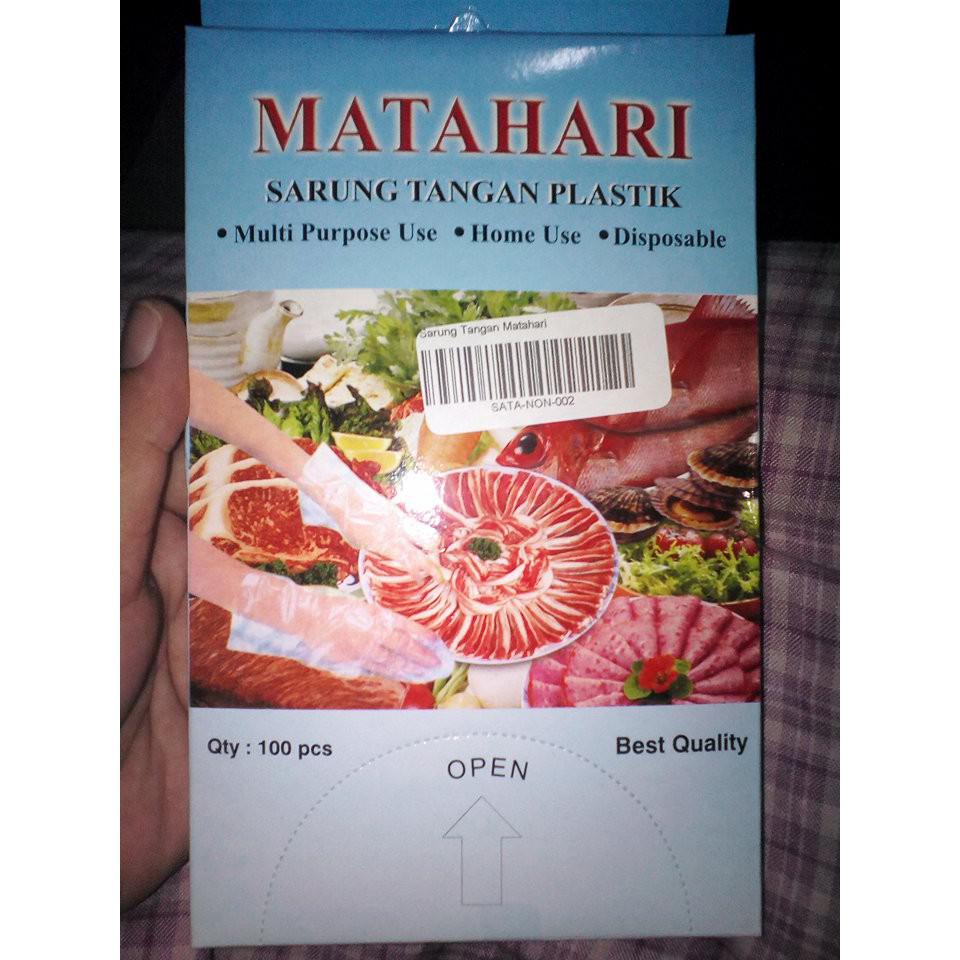 MATAHARI
SARUNG TANGAN PLASTIK
• Multi Purpose Use • Home Use • Disposable
Sarung Tangan Matahari
SATA-NON-002
Qty : 100 pcs
Best Quality
OPEN